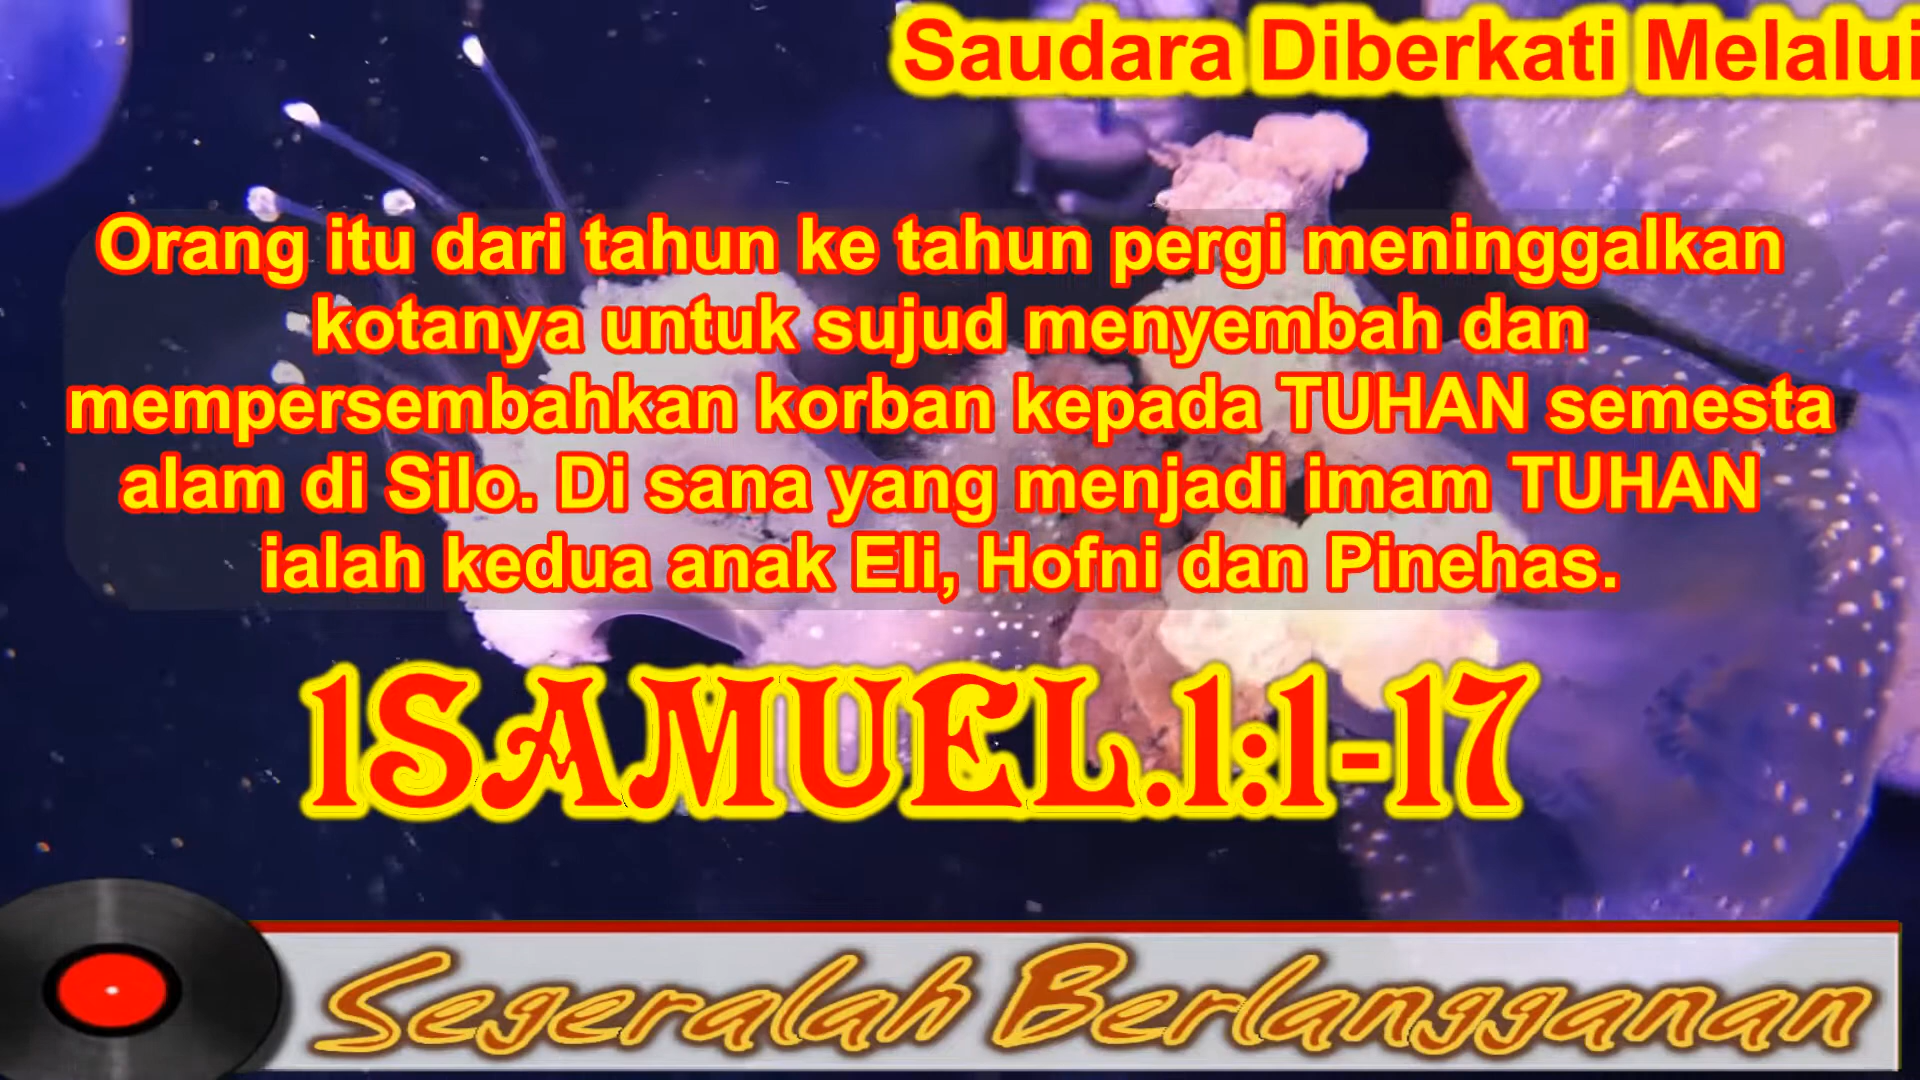 Saudara Diberkati Melalui
Orang itu dari tahun ke tahun pergi meninggalkan
kotanya untuk sujud menyembah dan
mempersembahkan korban kepada TUHAN semesta
alam di Silo. Di sana yang menjadi imam TUHAN
ialah kedua anak Eli, Hofni dan Pinehas.
1SAMUEL.1:1-17
Segeralah Berlangganan